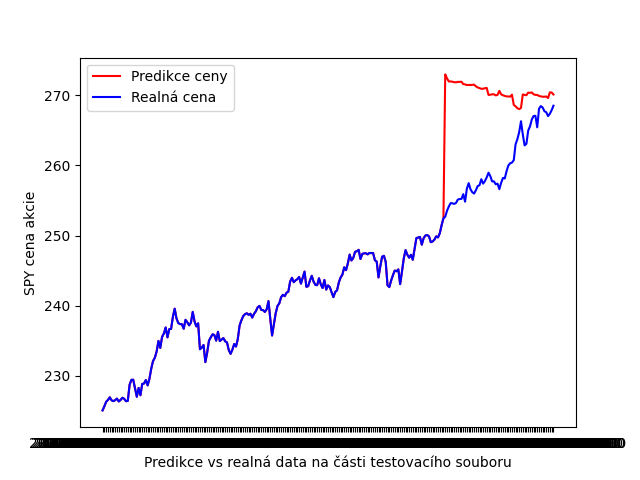 Predikce ceny
Realná cena
270
260
250
240
230
SPY cena akcie
Predikce vs realná data na části testovacího souboru